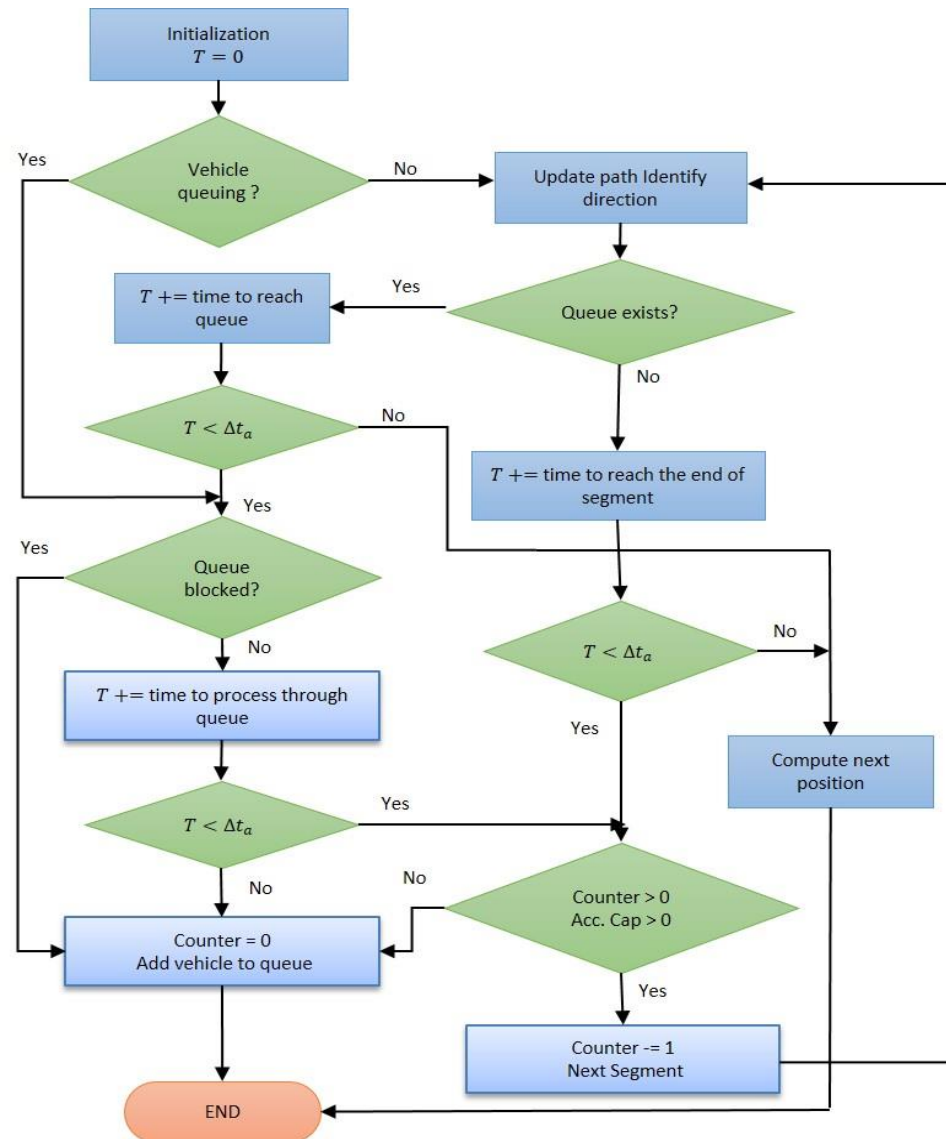 Initialization
T = 0
Yes
Vehicle
queuing ?
No
Update path Identify
direction
T += time to reach
queue
Yes
Queue exists?
No
T < Δtₐ
No
T += time to reach the end of
segment
Yes
Yes
Queue
blocked?
No
T < Δtₐ
No
T += time to process through
queue
Yes
Compute next
position
T < Δtₐ
Yes
No
No
Counter > 0
Acc. Cap > 0
Counter = 0
Add vehicle to queue
Yes
Counter -= 1
Next Segment
END